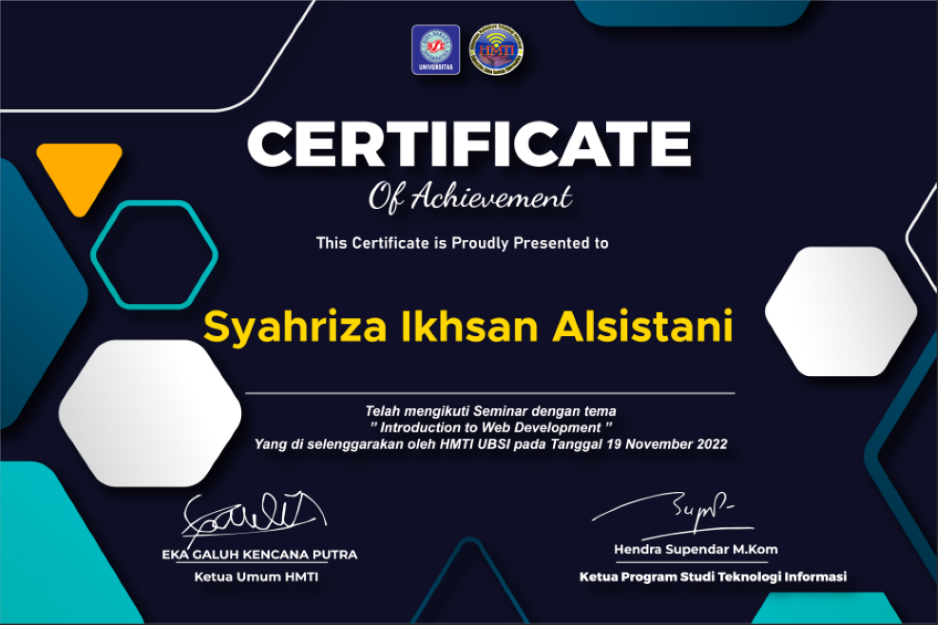 UNIVERSITAS
HMTI
CERTIFICATE
Of Achievement
This Certificate is Proudly Presented to
Syahriza Ikhsan Alsistani
Telah mengikuti Seminar dengan tema
” Introduction to Web Development ”
Yang di selenggarakan oleh HMTI UBSI pada Tanggal 19 November 2022
EKA GALUH KENCANA PUTRA
Ketua Umum HMTI
Hendra Supendar M.Kom
Ketua Program Studi Teknologi Informasi